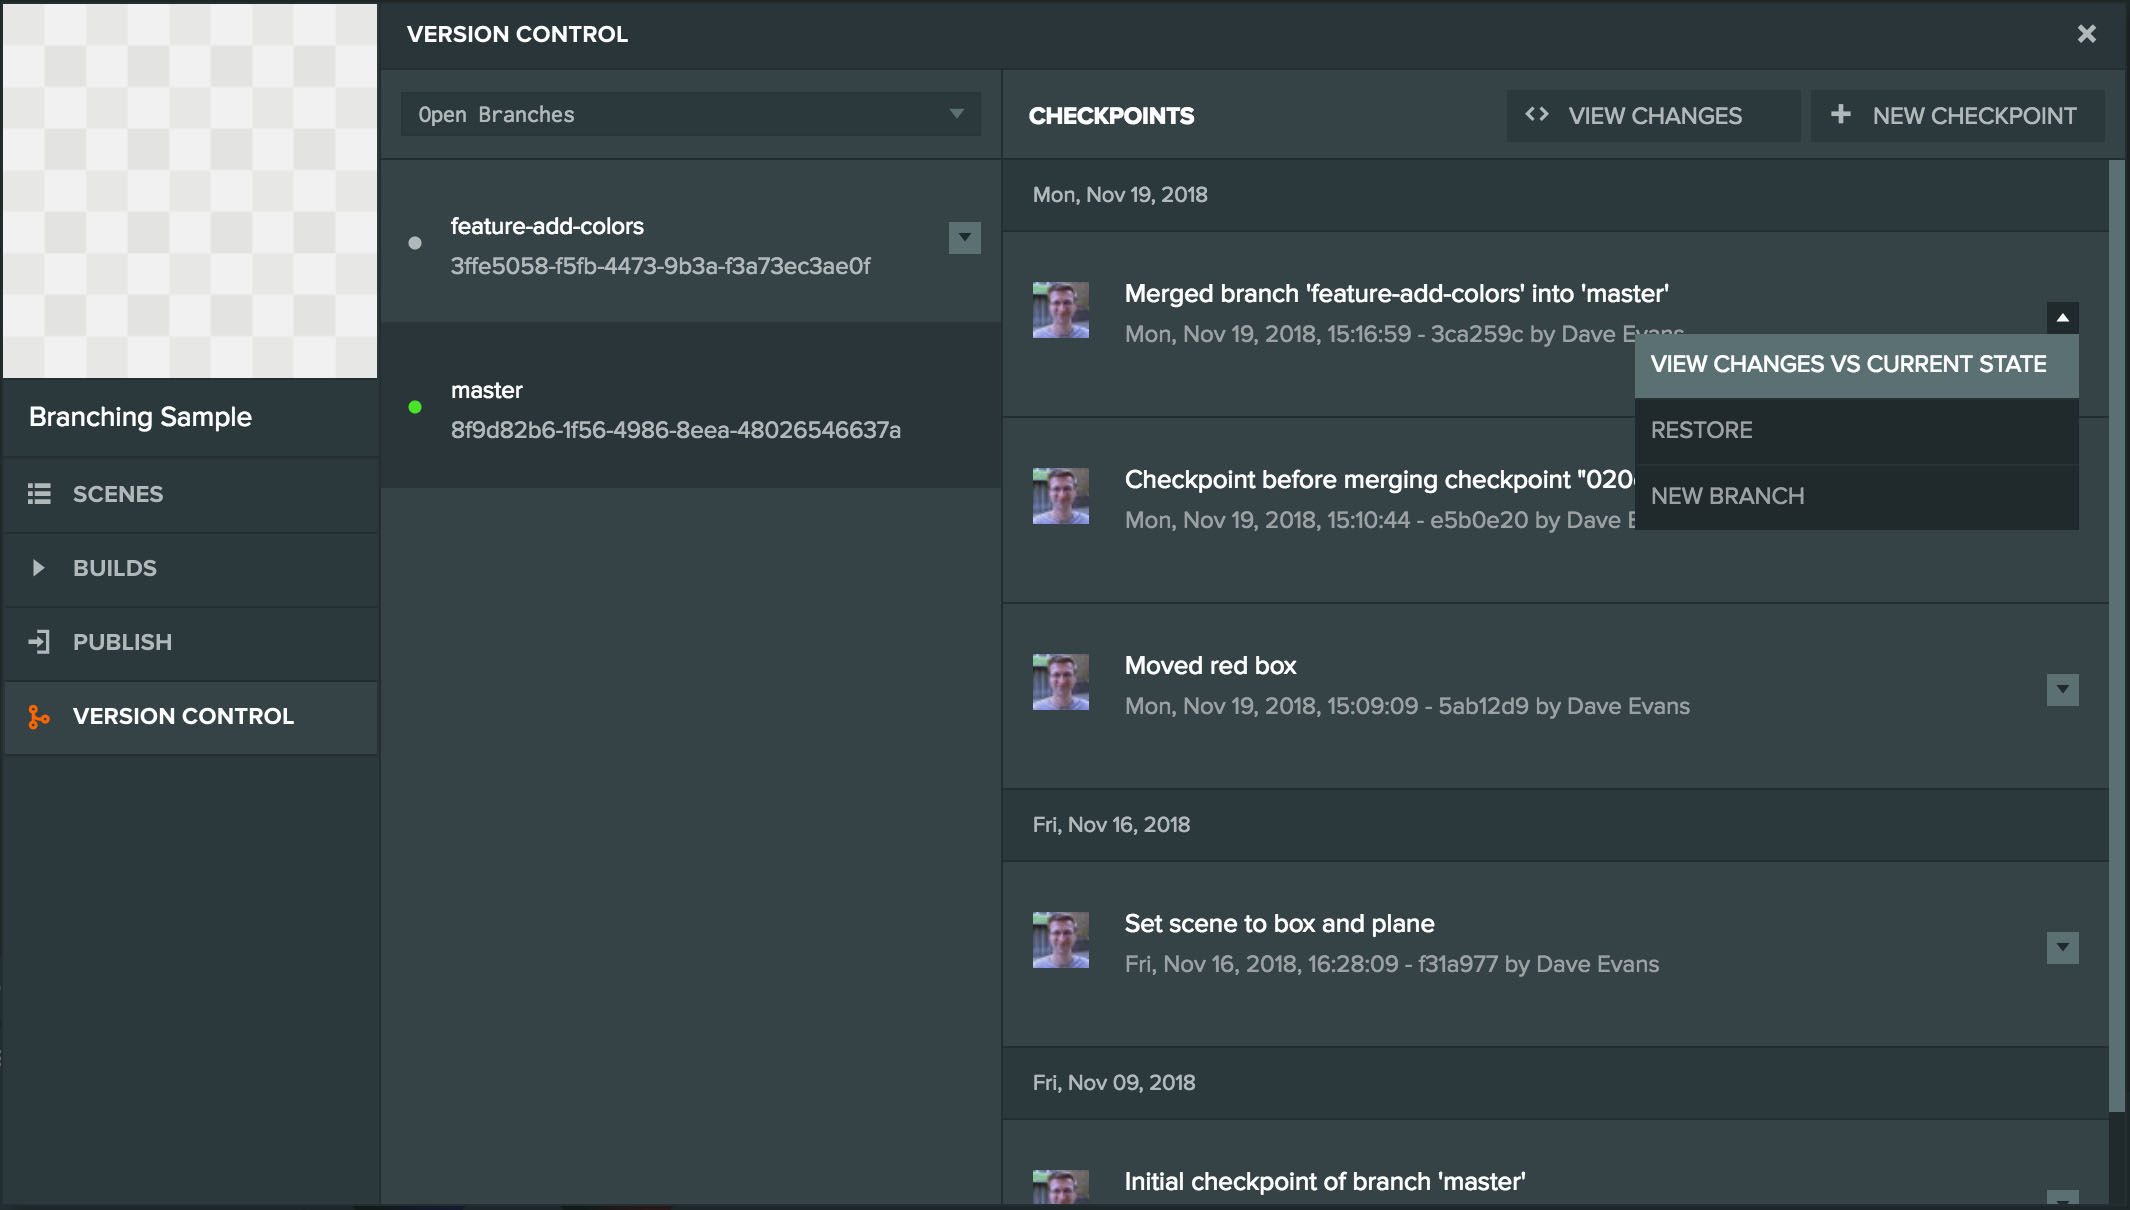 Branching Sample
SCENES
BUILDS
PUBLISH
VERSION CONTROL
VERSION CONTROL
Open Branches
feature-add-colors
3ffe5058-f5fb-4473-9b3a-f3a73ec3ae0f
master
8f9d82b6-1f56-4986-8eea-48026546637a
CHECKPOINTS
VIEW CHANGES
NEW CHECKPOINT
Mon, Nov 19, 2018
Merged branch 'feature-add-colors' into 'master'
Mon, Nov 19, 2018, 15:16:59 - 3ca259c by Dave Evans
VIEW CHANGES VS CURRENT STATE
RESTORE
NEW BRANCH
Checkpoint before merging checkpoint "020
Mon, Nov 19, 2018, 15:10:44 - e5b0e20 by Dave
Moved red box
Mon, Nov 19, 2018, 15:09:09 - 5ab12d9 by Dave Evans
Fri, Nov 16, 2018
Set scene to box and plane
Fri, Nov 16, 2018, 16:28:09 - f31a977 by Dave Evans
Fri, Nov 09, 2018
Initial checkpoint of branch 'master'